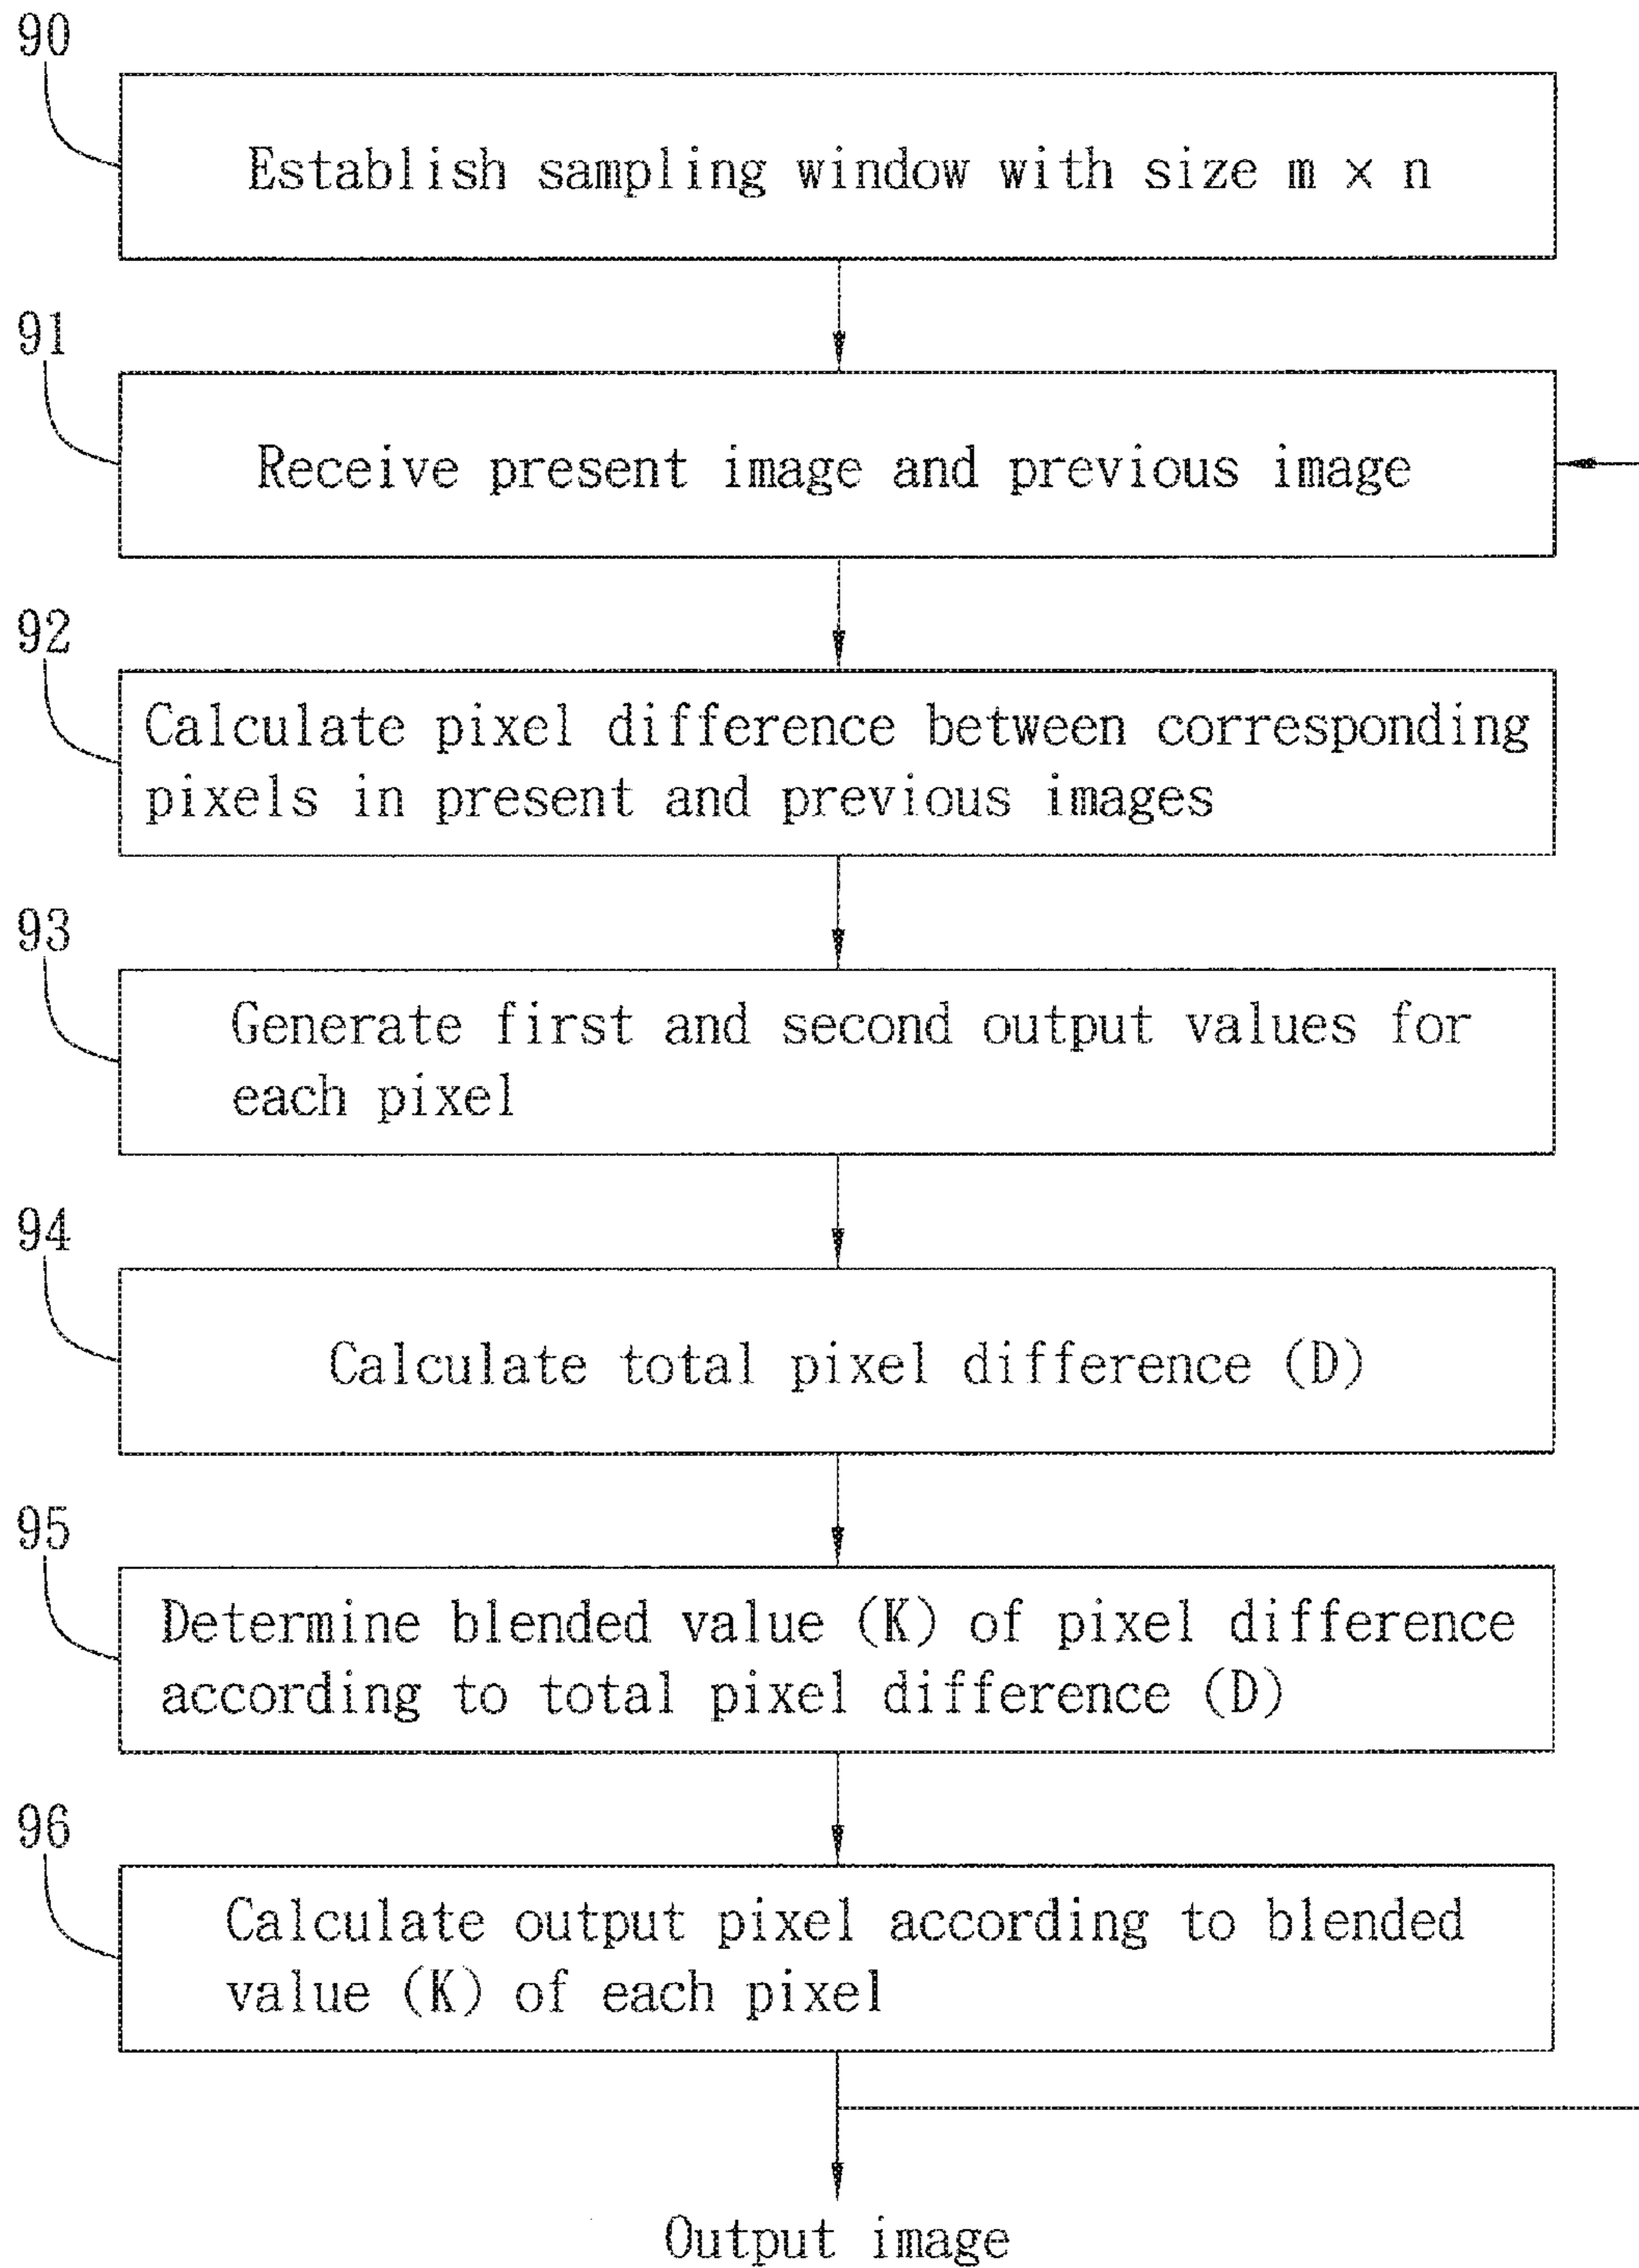 90
Establish sampling window with size m × n
91
Receive present image and previous image
92
Calculate pixel difference between corresponding
pixels in present and previous images
93
Generate first and second output values for
each pixel
94
Calculate total pixel difference (D)
95
Determine blended value (K) of pixel difference
according to total pixel difference (D)
96
Calculate output pixel according to blended
value (K) of each pixel
Output image